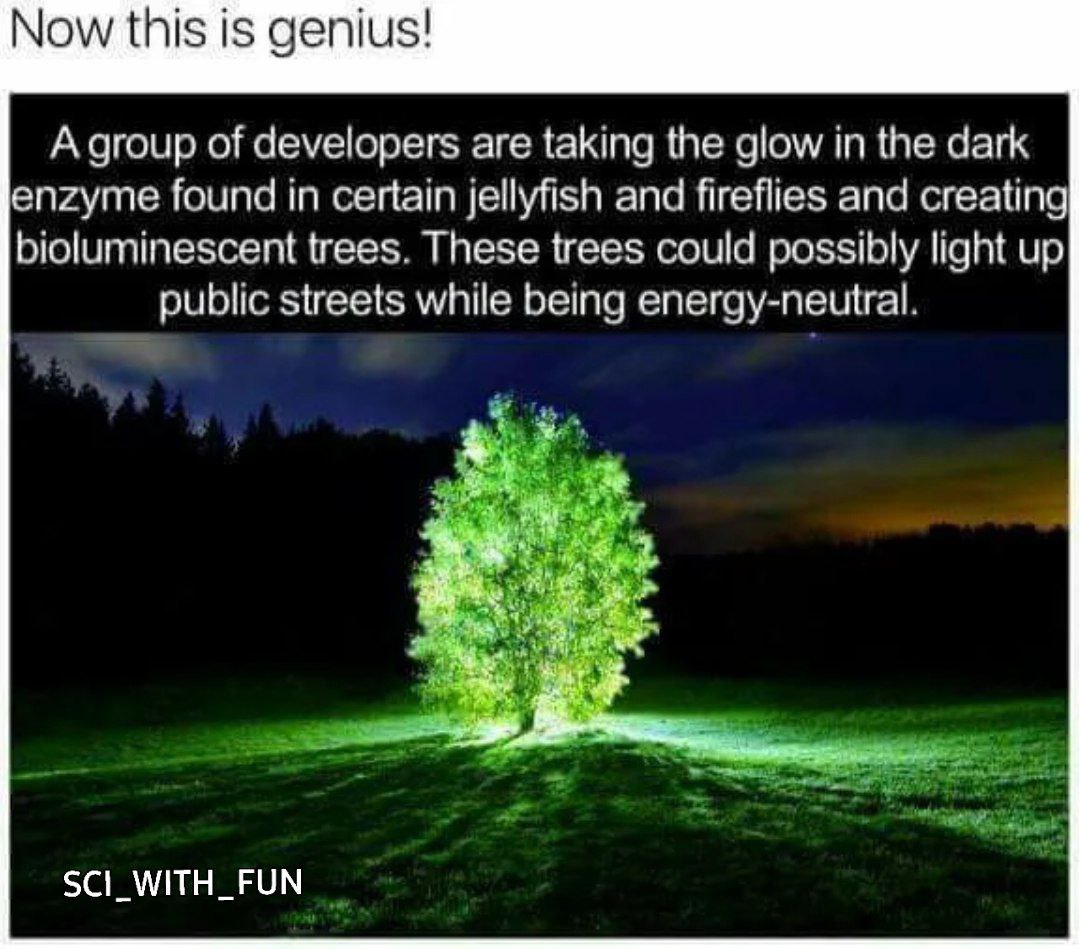 Now this is genius!
A group of developers are taking the glow in the dark
enzyme found in certain jellyfish and fireflies and creating
bioluminescent trees. These trees could possibly light up
public streets while being energy-neutral.
SCI_WITH_FUN